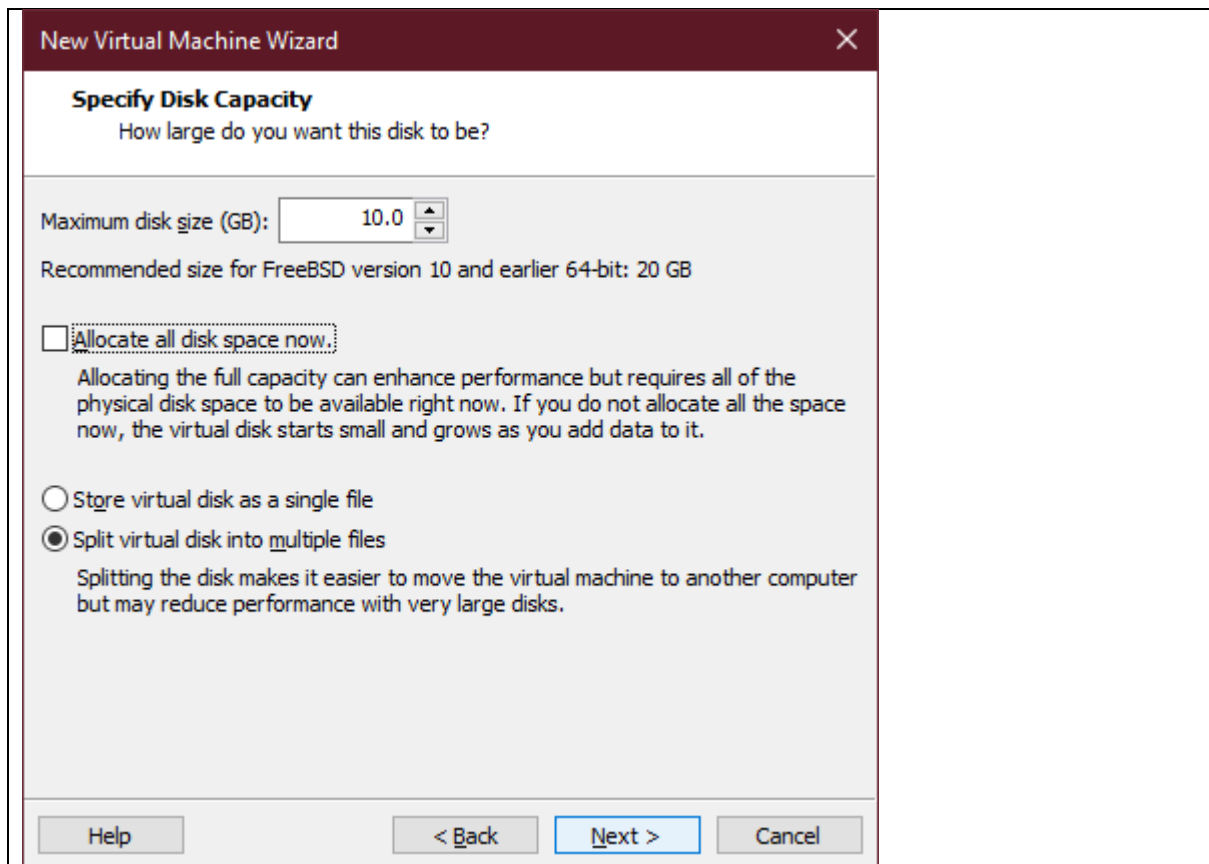 New Virtual Machine Wizard
Specify Disk Capacity
How large do you want this disk to be?
Maximum disk size (GB): 10.0
Recommended size for FreeBSD version 10 and earlier 64-bit: 20 GB
Allocate all disk space now.
Allocating the full capacity can enhance performance but requires all of the
physical disk space to be available right now. If you do not allocate all the space
now, the virtual disk starts small and grows as you add data to it.
Store virtual disk as a single file
Split virtual disk into multiple files
Splitting the disk makes it easier to move the virtual machine to another computer
but may reduce performance with very large disks.
Help < Back Next > Cancel